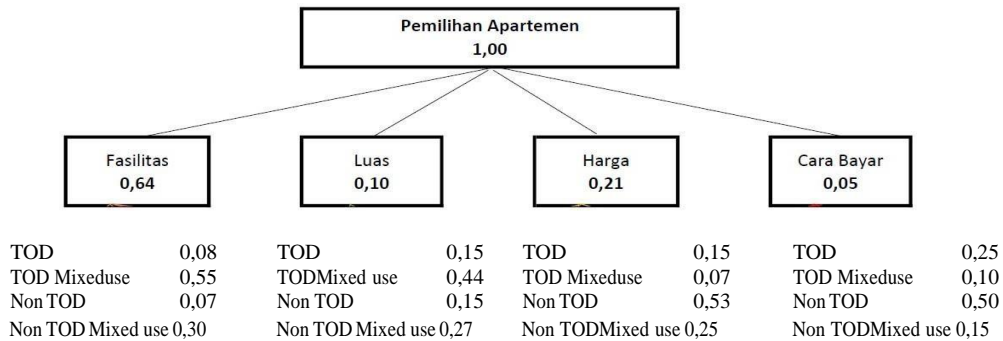 Pemilihan Apartemen
1,00
Fasilitas
0,64
Luas
0,10
Harga
0,21
Cara Bayar
0,05
TOD 0,08
TOD Mixeduse 0,55
Non TOD 0,07
Non TOD Mixed use 0,30
TOD 0,15
TODMixed use 0,44
Non TOD 0,15
Non TOD Mixed use 0,27
TOD 0,15
TOD Mixeduse 0,07
Non TOD 0,53
Non TODMixed use 0,25
TOD 0,25
TOD Mixeduse 0,10
Non TOD 0,50
Non TODMixed use 0,15